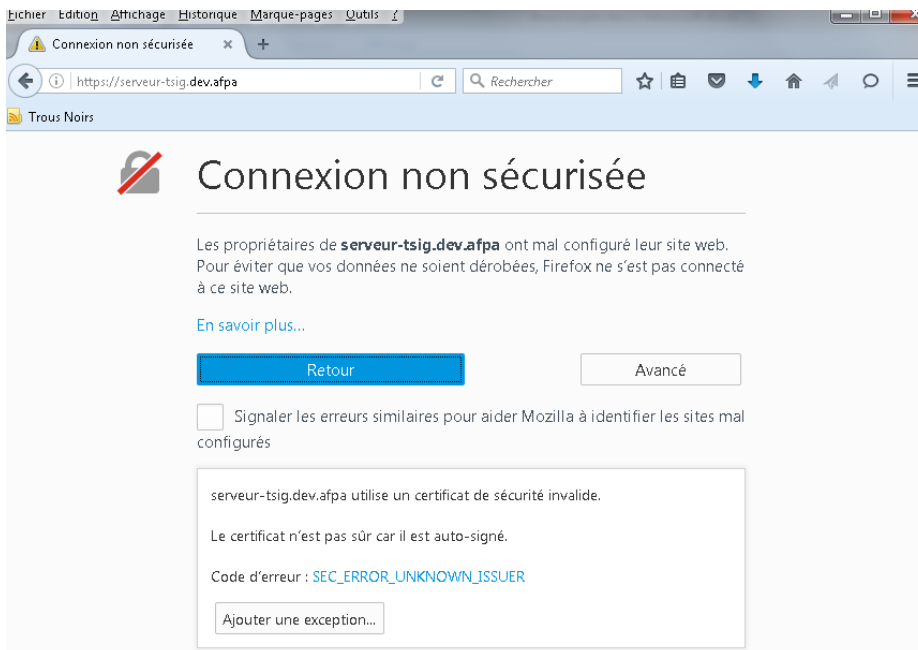 Fichier Edition Affichage Historique Marque-pages Outils ?
Connexion non sécurisée
https://serveur-tsig.dev.afpa
Rechercher
Trous Noirs
Connexion non sécurisée
Les propriétaires de serveur-tsig.dev.afpa ont mal configuré leur site web.
Pour éviter que vos données ne soient dérobées, Firefox ne s'est pas connecté
à ce site web.
En savoir plus...
Retour
Avancé
Signaler les erreurs similaires pour aider Mozilla à identifier les sites mal
configurés
serveur-tsig.dev.afpa utilise un certificat de sécurité invalide.
Le certificat n'est pas sûr car il est auto-signé.
Code d'erreur : SEC_ERROR_UNKNOWN_ISSUER
Ajouter une exception...